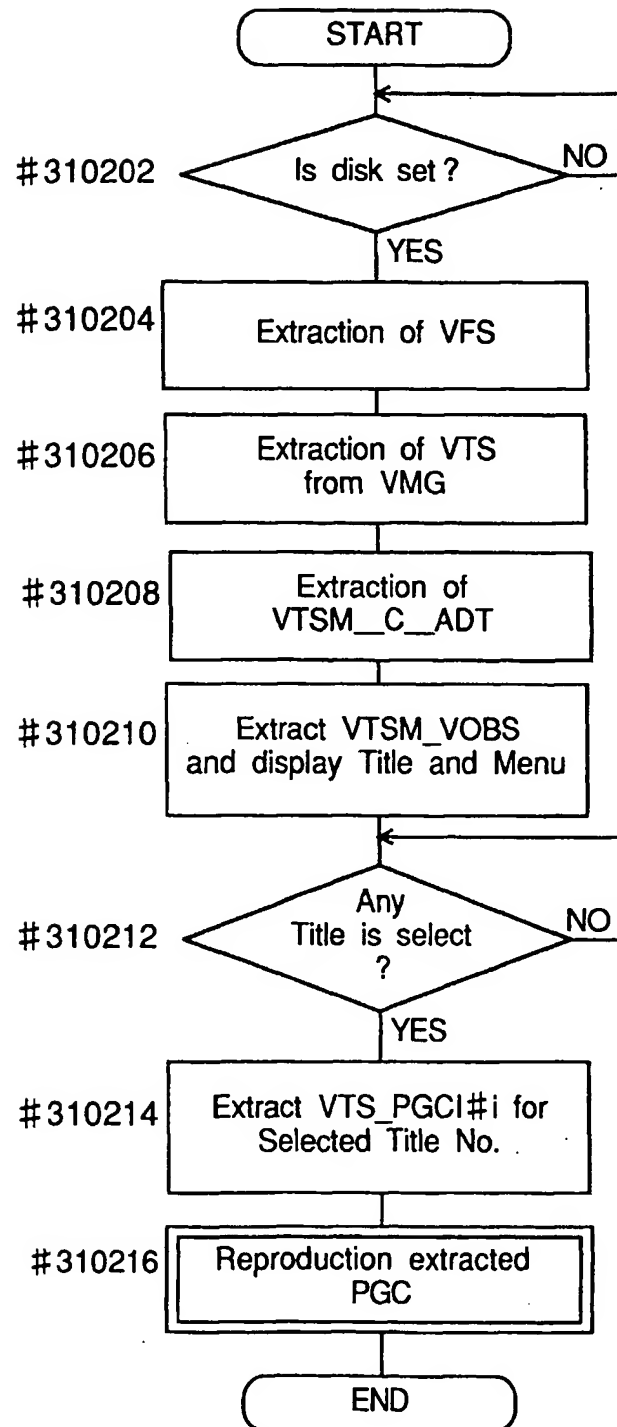 START
#310202
Is disk set ?
NO
YES
#310204
Extraction of VFS
#310206
Extraction of VTS
from VMG
#310208
Extraction of
VTSM__C__ADT
#310210
Extract VTSM_VOBS
and display Title and Menu
#310212
Any
Title is select
?
NO
YES
#310214
Extract VTS_PGCI#i for
Selected Title No.
#310216
Reproduction extracted
PGC
END